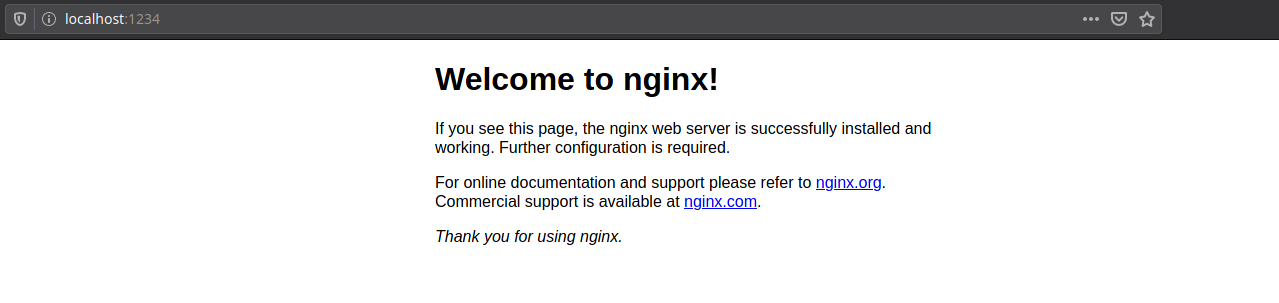 localhost:1234
Welcome to nginx!
If you see this page, the nginx web server is successfully installed and
working. Further configuration is required.
For online documentation and support please refer to nginx.org.
Commercial support is available at nginx.com.
Thank you for using nginx.